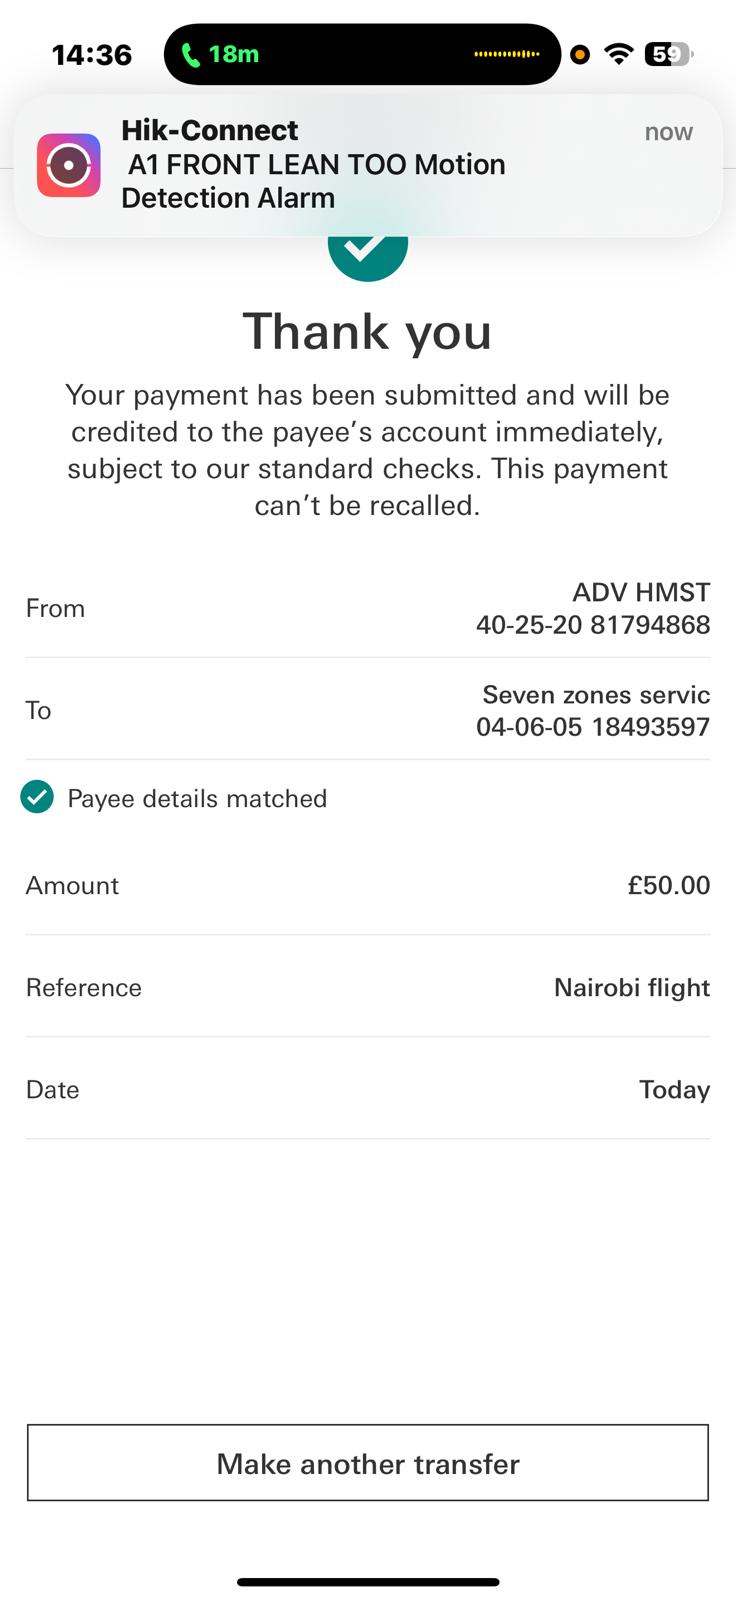 14:36
18m
59
Hik-Connect
now
A1 FRONT LEAN TOO Motion
Detection Alarm
Thank you
Your payment has been submitted and will be
credited to the payee’s account immediately,
subject to our standard checks. This payment
can’t be recalled.
From
ADV HMST
40-25-20 81794868
To
Seven zones servic
04-06-05 18493597
Payee details matched
Amount
£50.00
Reference
Nairobi flight
Date
Today
Make another transfer